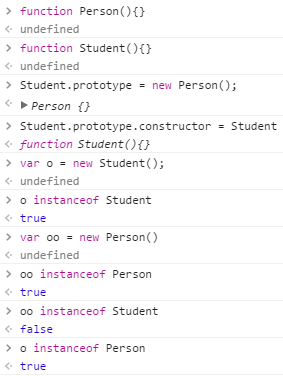 > function Person(){}
< undefined
> function Student(){}
< undefined
> Student.prototype = new Person();
< ▶ Person {}
> Student.prototype.constructor = Student
< function Student(){}
> var o = new Student();
< undefined
> o instanceof Student
< true
> var oo = new Person()
< undefined
> oo instanceof Person
< true
> oo instanceof Student
< false
> o instanceof Person
< true